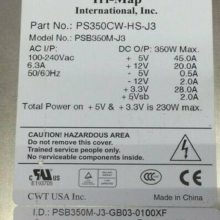 Tri-Map
International, Inc.
Part No.: PS350CW-HS-J3
Model No.: PSB350M-J3
AC I/P: DC O/P: 350W Max.
100-240Vac + 5V 45.0A
6.3A + 12V 20.0A
50/60Hz - 5V 0.5A
- 12V 2.0A
+ 3.3V 28.0A
+ 5Vsb 2.0A
Total Power on +5V & +3.3V is 230W max.
CAUTION! HAZARDOUS AREA
Do not remove this cover.
Trained service people only.
No serviceable components inside.
CWT USA Inc. Made in China
I.D.: PSB350M-J3-GB03-0100XF